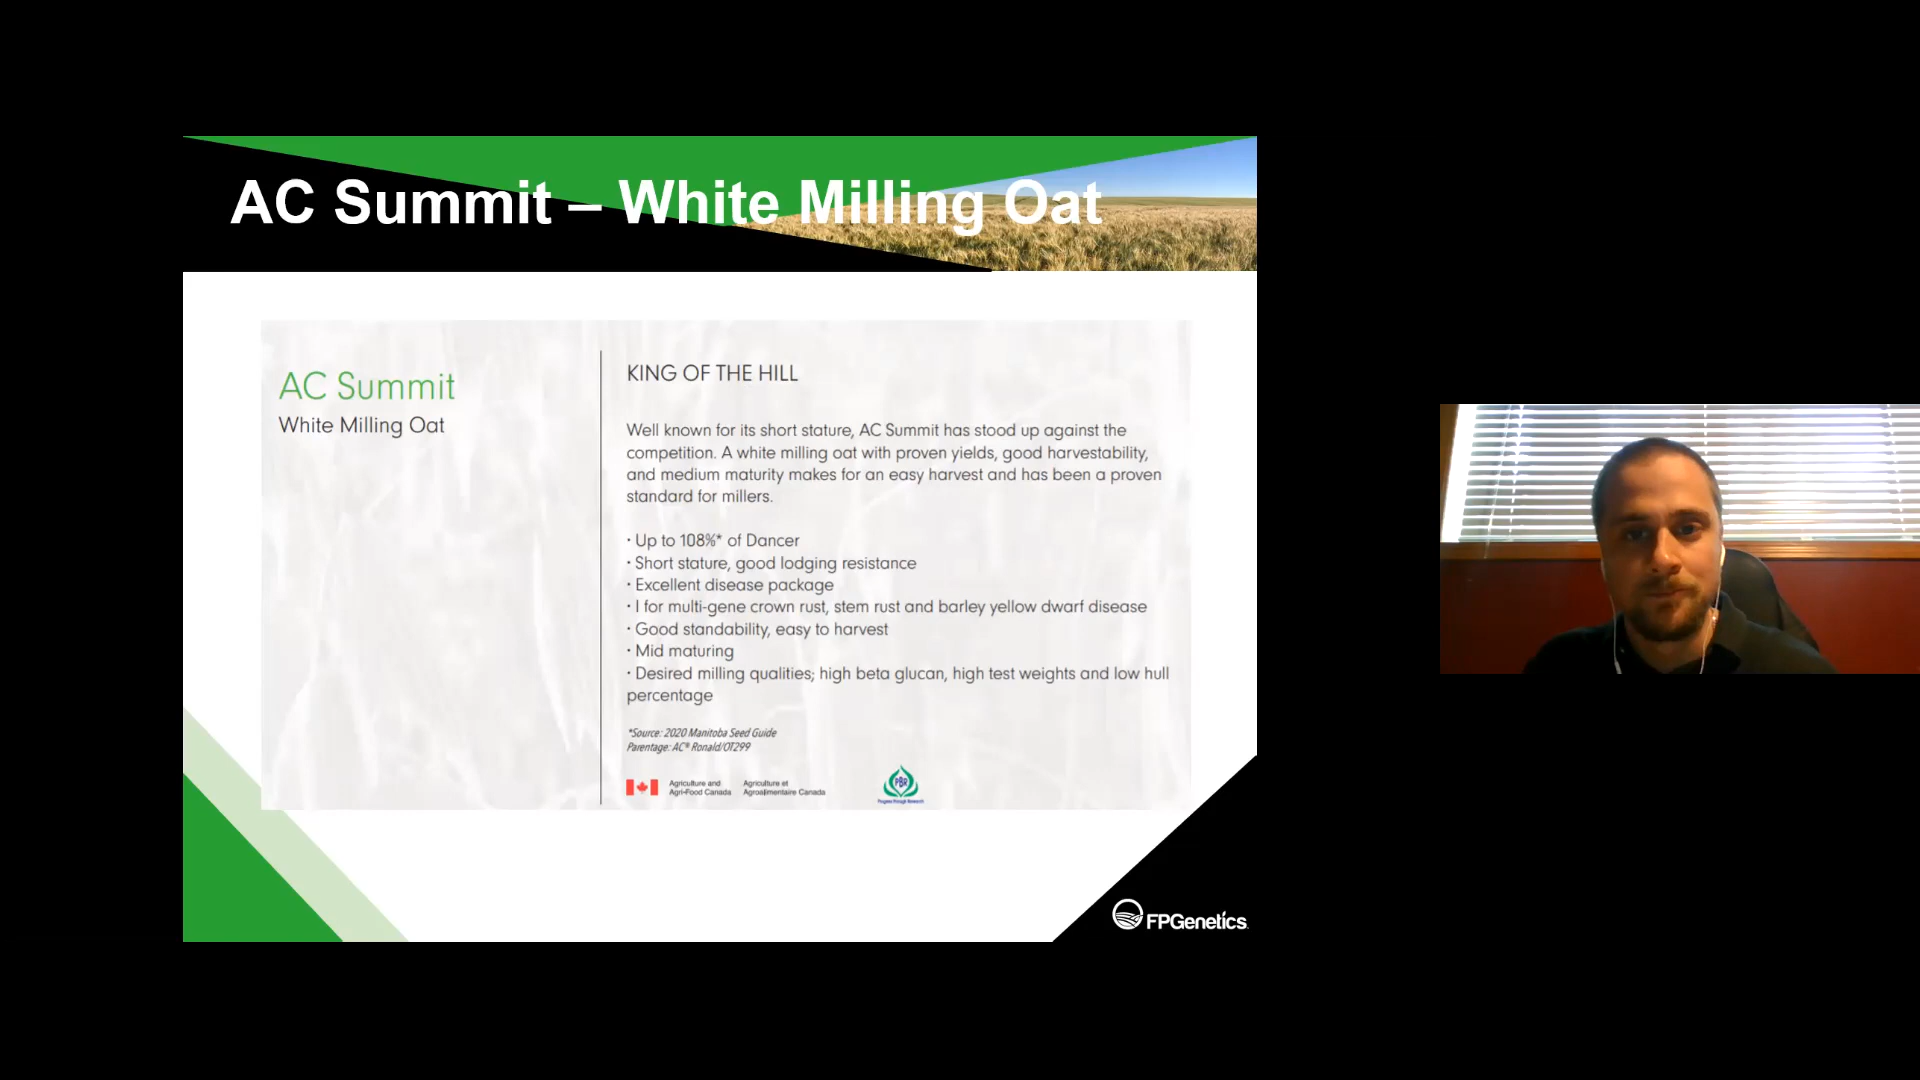 AC Summit – White Milling Oat
AC Summit
White Milling Oat
KING OF THE HILL
Well known for its short stature, AC Summit has stood up against the
competition. A white milling oat with proven yields, good harvestability,
and medium maturity makes for an easy harvest and has been a proven
standard for millers.
· Up to 108%* of Dancer
· Short stature, good lodging resistance
· Excellent disease package
· I for multi-gene crown rust, stem rust and barley yellow dwarf disease
· Good standability, easy to harvest
· Mid maturing
· Desired milling qualities; high beta glucan, high test weights and low hull
percentage
*Source: 2020 Manitoba Seed Guide
Parentage: AC® Ronald/OT299
Agriculture and
Agri-Food Canada
Agriculture et
Agroalimentaire Canada
PBR
Progress through Research
FPGenetics